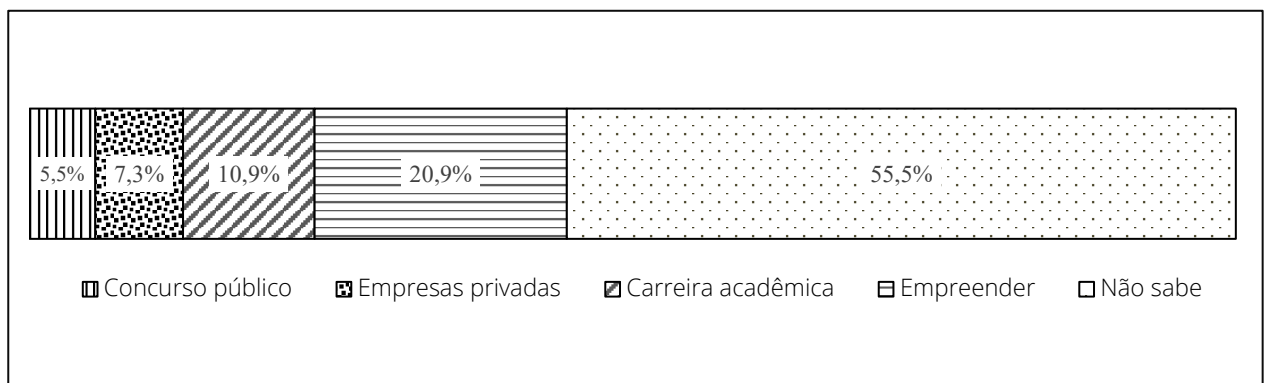 5,5% 7,3% 10,9% 20,9% 55,5%
Concurso público Empresas privadas Carreira acadêmica Empreender Não sabe